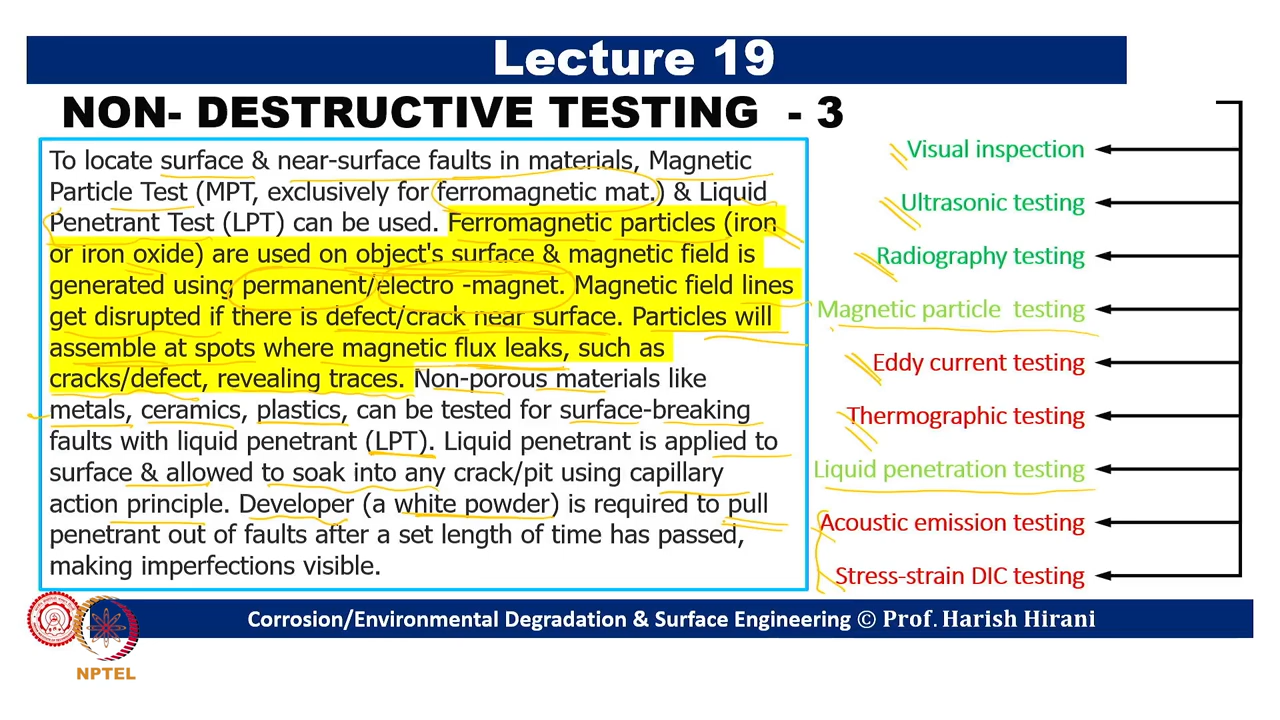 Lecture 19
NON- DESTRUCTIVE TESTING - 3
To locate surface & near-surface faults in materials, Magnetic
Particle Test (MPT, exclusively for ferromagnetic mat.) & Liquid
Penetrant Test (LPT) can be used. Ferromagnetic particles (iron
or iron oxide) are used on object's surface & magnetic field is
generated using permanent/electro -magnet. Magnetic field lines
get disrupted if there is defect/crack near surface. Particles will
assemble at spots where magnetic flux leaks, such as
cracks/defect, revealing traces. Non-porous materials like
metals, ceramics, plastics, can be tested for surface-breaking
faults with liquid penetrant (LPT). Liquid penetrant is applied to
surface & allowed to soak into any crack/pit using capillary
action principle. Developer (a white powder) is required to pull
penetrant out of faults after a set length of time has passed,
making imperfections visible.
Visual inspection
Ultrasonic testing
Radiography testing
Magnetic particle testing
Eddy current testing
Thermographic testing
Liquid penetration testing
Acoustic emission testing
Stress-strain DIC testing
Corrosion/Environmental Degradation & Surface Engineering © Prof. Harish Hirani
NPTEL